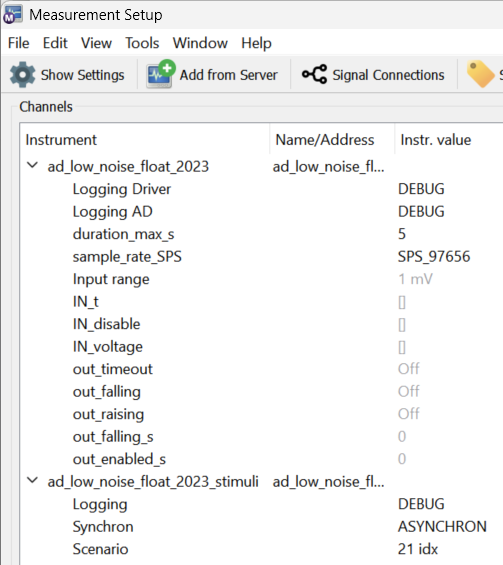 Measurement Setup
File Edit View Tools Window Help
Show Settings Add from Server Signal Connections
Channels
Instrument Name/Address Instr. value
ad_low_noise_float_2023 ad_low_noise_fl...
Logging Driver DEBUG
Logging AD DEBUG
duration_max_s 5
sample_rate_SPS SPS_97656
Input range 1 mV
IN_t []
IN_disable []
IN_voltage []
out_timeout Off
out_falling Off
out_raising Off
out_falling_s 0
out_enabled_s 0
ad_low_noise_float_2023_stimuli ad_low_noise_fl...
Logging DEBUG
Synchron ASYNCHRON
Scenario 21 idx